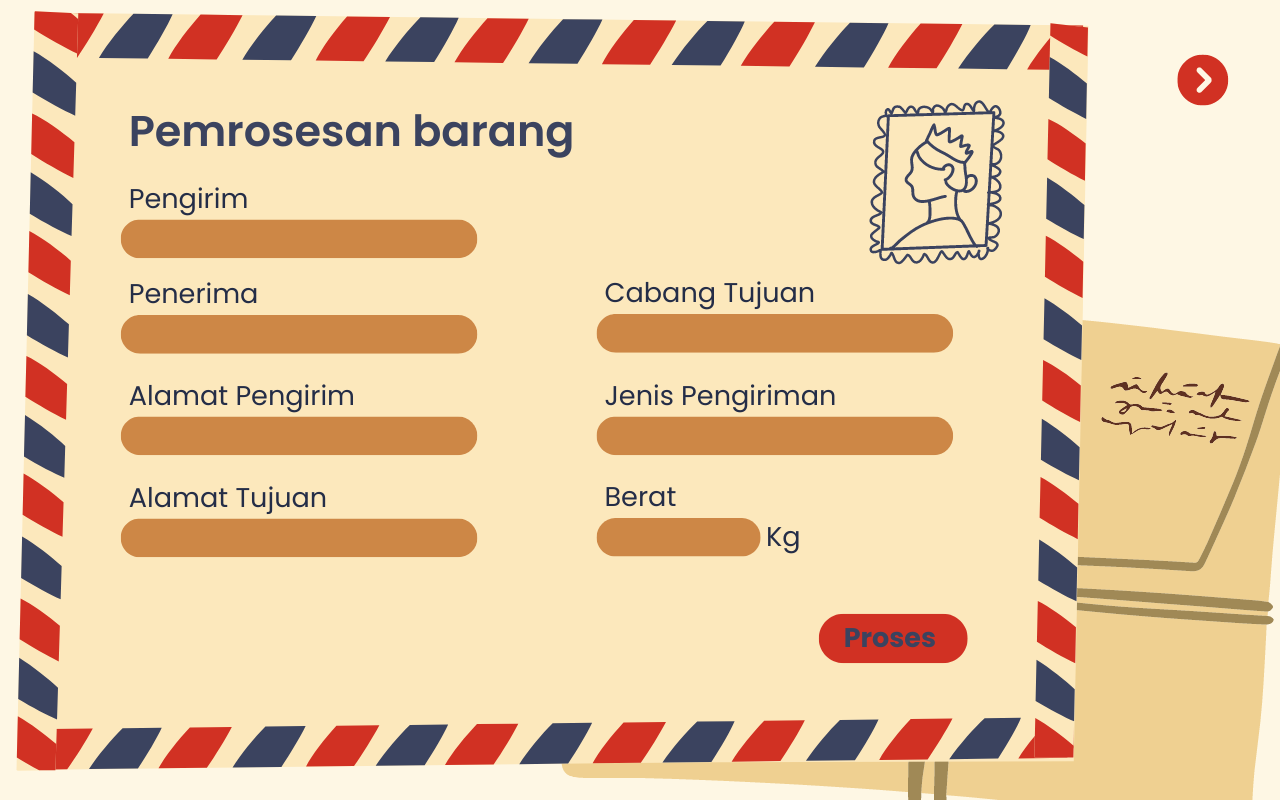 Pemrosesan barang
Pengirim
Penerima
Alamat Pengirim
Alamat Tujuan
Cabang Tujuan
Jenis Pengiriman
Berat
Kg
Proses